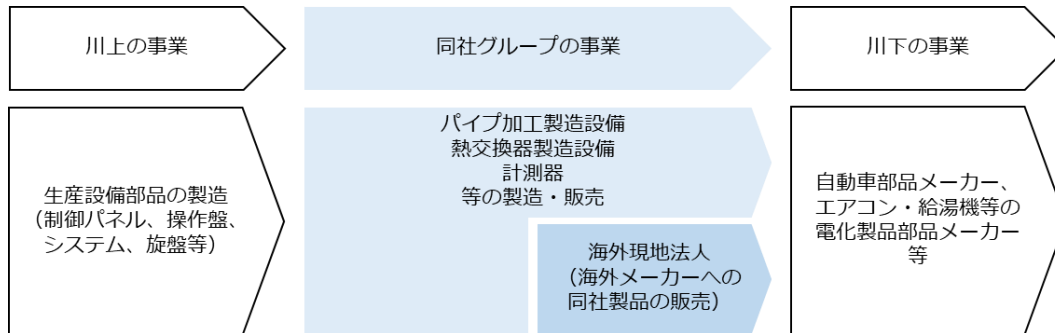 川上の事業
同社グループの事業
川下の事業
生産設備部品の製造
（制御パネル、操作盤、
システム、旋盤等）
パイプ加工製造設備
熱交換器製造設備
計測器
等の製造・販売
海外現地法人
（海外メーカーへの
同社製品の販売）
自動車部品メーカー、
エアコン・給湯機等の
電化製品部品メーカー
等